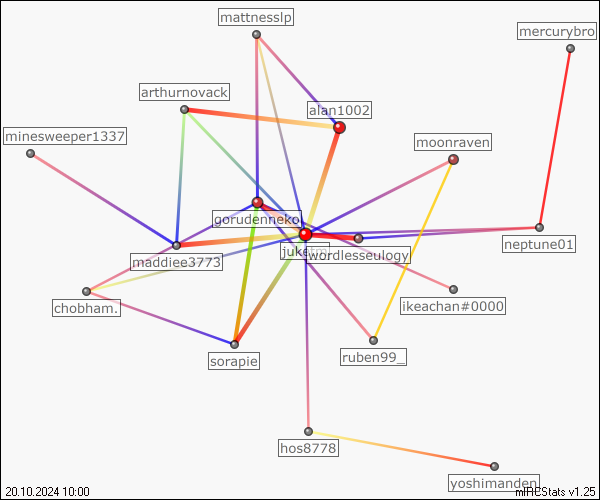 mattnesslp
mercurybro
arthurnovack
alan1002
minesweeper1337
moonraven
gorudenneko.
wordlesseulogy
neptune01
maddiee3773
chobham.
ikeachan#0000
sorapie
ruben99_
hos8778
yoshimanden
20.10.2024 10:00
mIRCStats v1.25